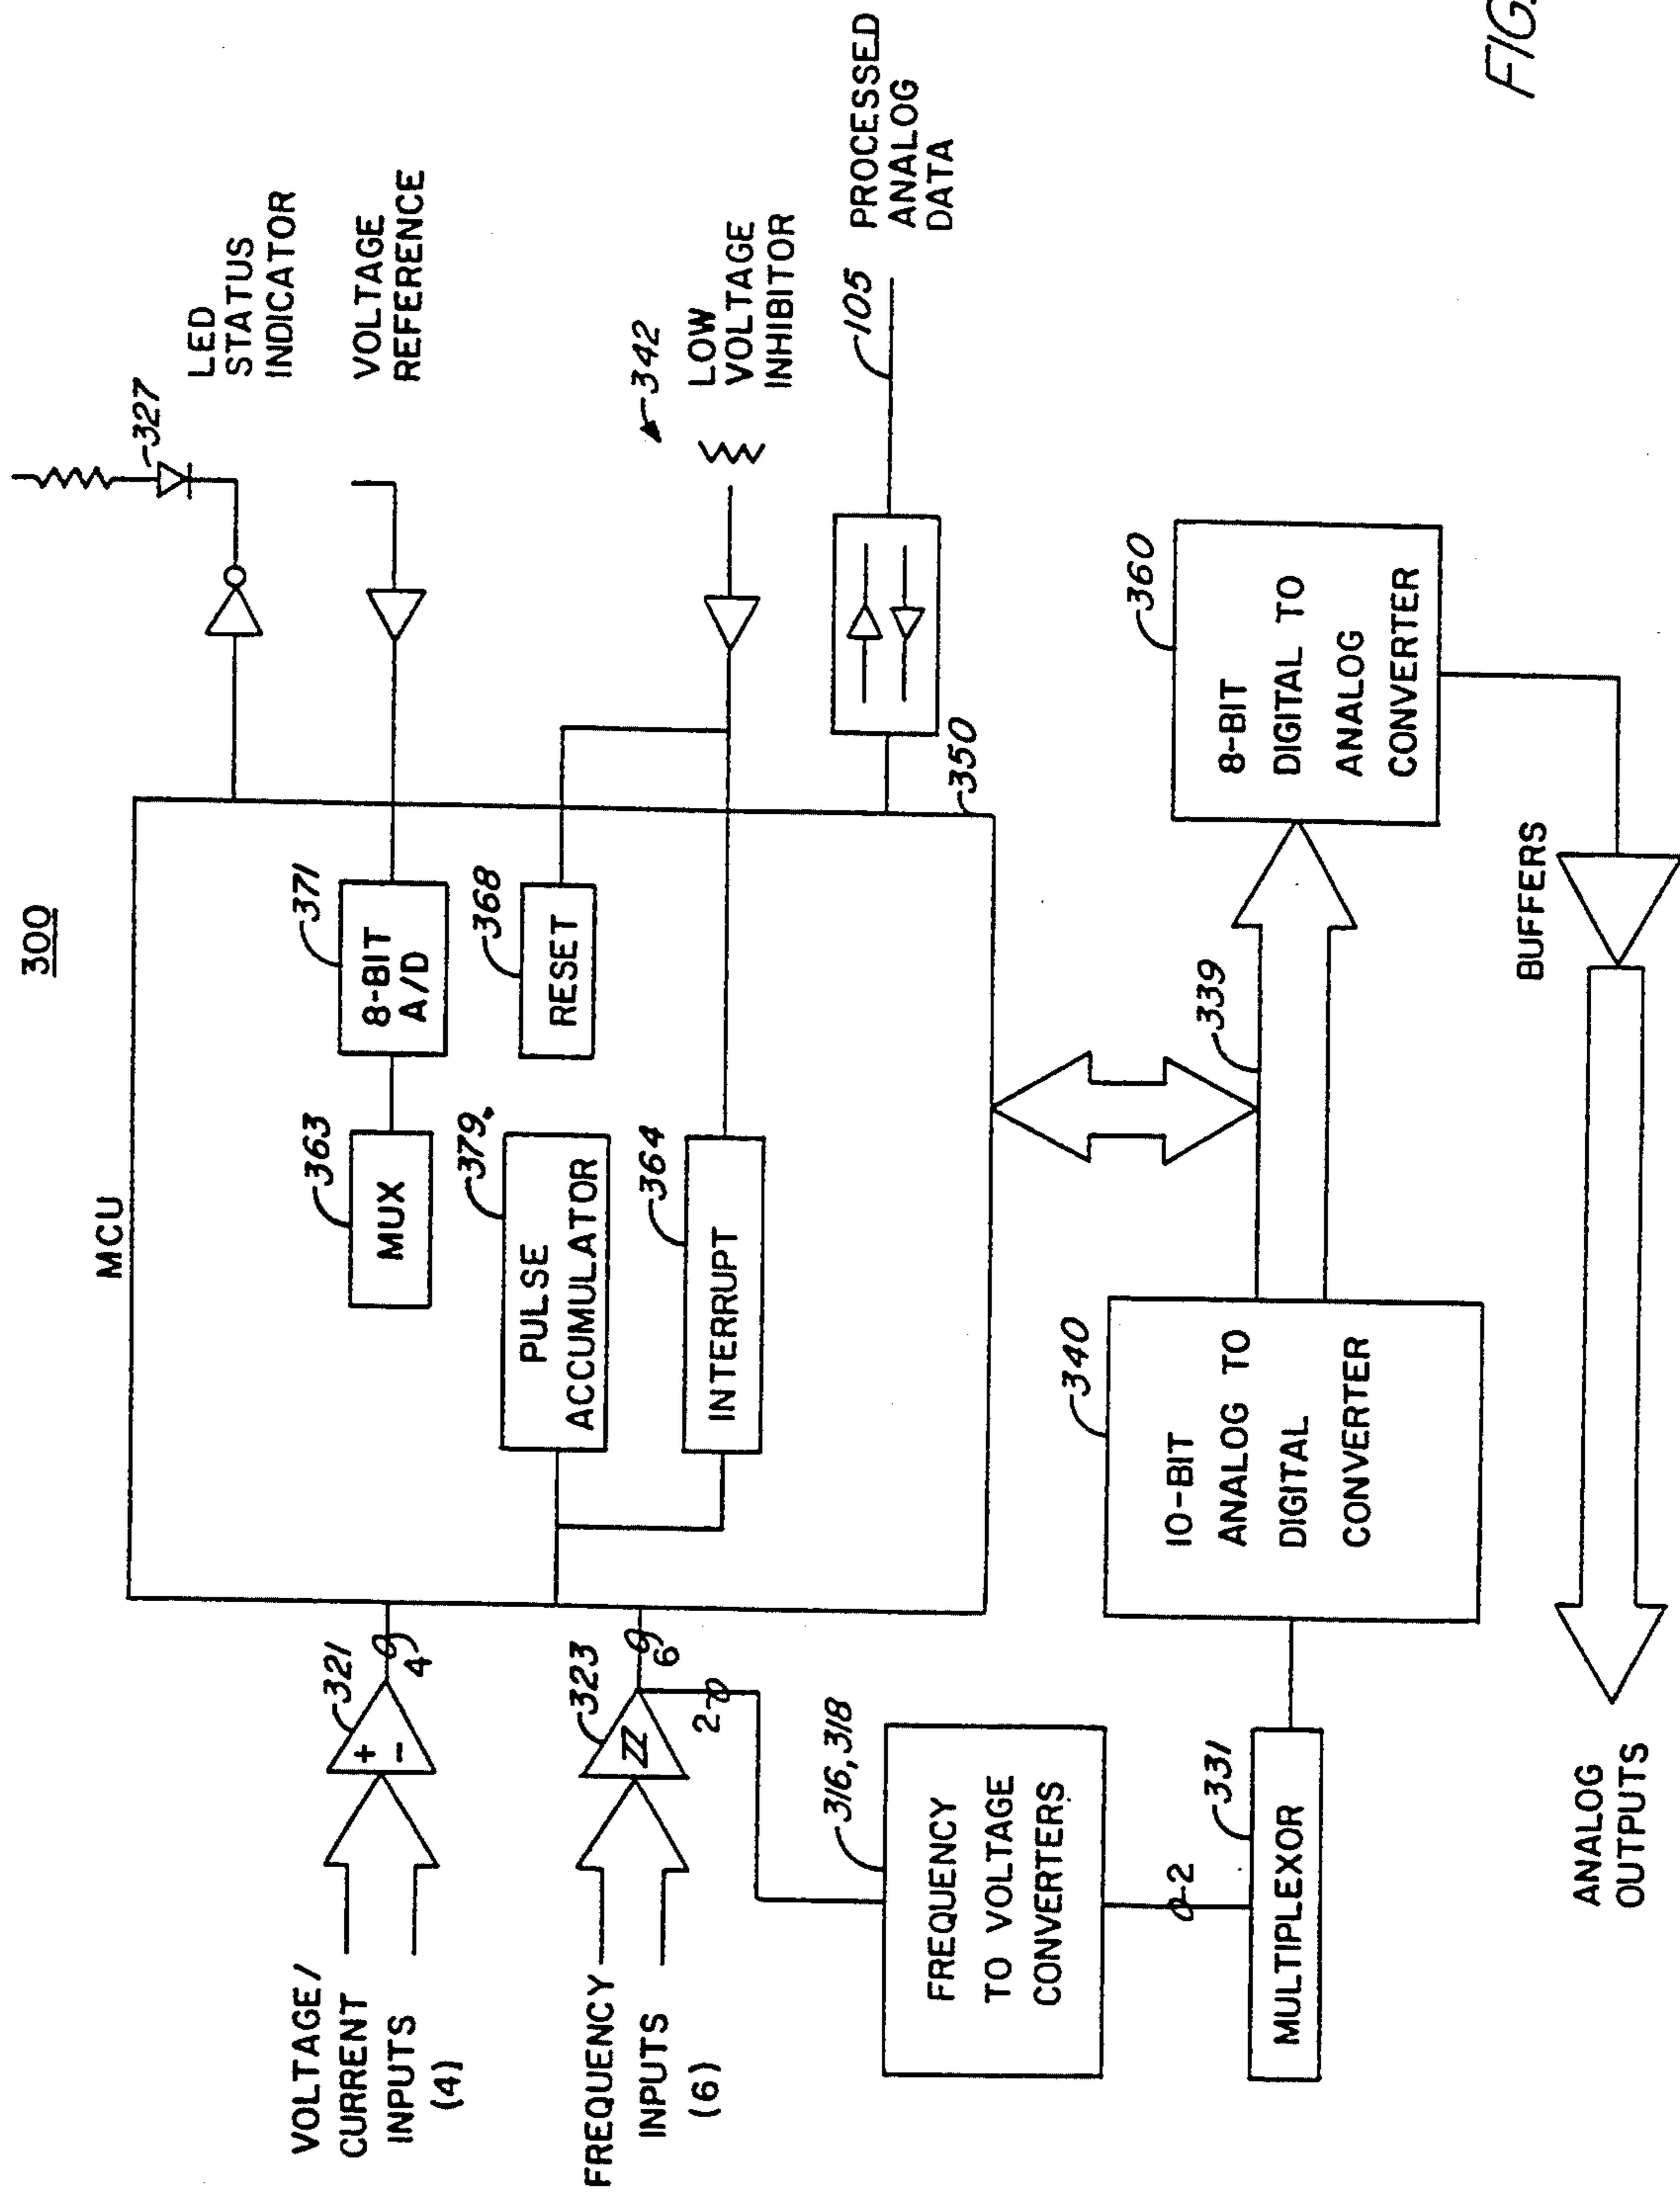 300
MCU
VOLTAGE/
CURRENT
INPUTS
(4)
321
4
FREQUENCY
INPUTS
(6)
323
6
2
363
MUX
371
8-BIT
A/D
379
PULSE
ACCUMULATOR
368
RESET
364
INTERRUPT
350
327
LED
STATUS
INDICATOR
VOLTAGE
REFERENCE
342
LOW
VOLTAGE
INHIBITOR
105
PROCESSED
ANALOG
DATA
316, 318
FREQUENCY
TO VOLTAGE
CONVERTERS
2
331
MULTIPLEXOR
340
10-BIT
ANALOG TO
DIGITAL
CONVERTER
339
360
8-BIT
DIGITAL TO
ANALOG
CONVERTER
BUFFERS
ANALOG
OUTPUTS
FIG.